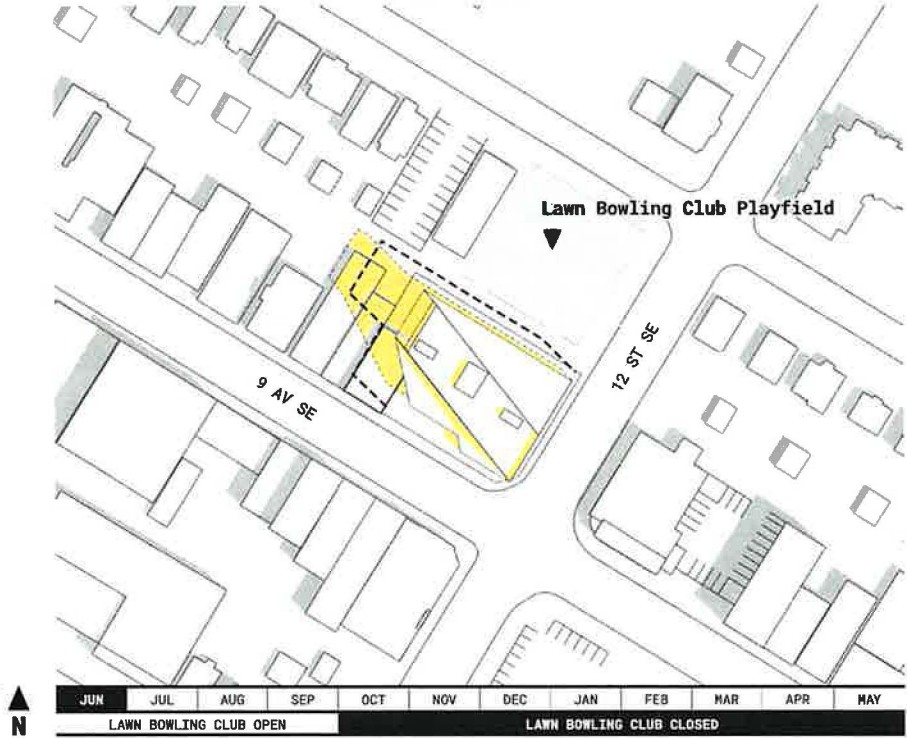 Lawn Bowling Club Playfield
12 ST SE
9 AV SE
JUN JUL AUG SEP OCT NOV DEC JAN FEB MAR APR MAY
LAWN BOWLING CLUB OPEN LAWN BOWLING CLUB CLOSED
N